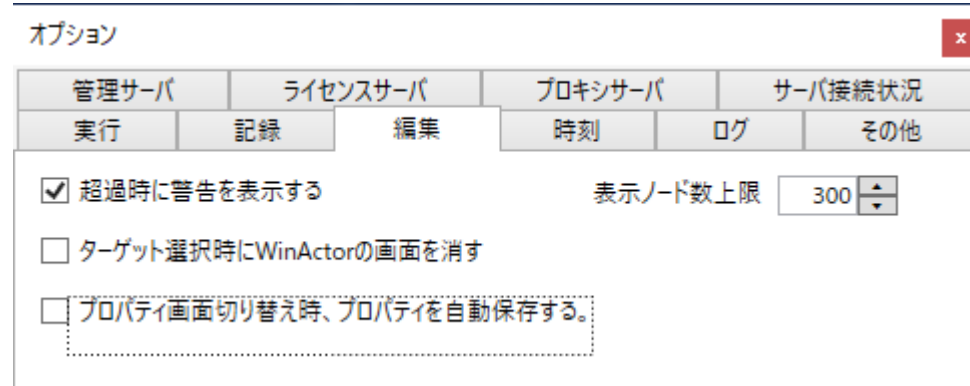 オプション
x
管理サーバ ライセンスサーバ プロキシサーバ サーバ接続状況
実行 記録 編集 時刻 ログ その他
超過時に警告を表示する 表示ノード数上限 300
ターゲット選択時にWinActorの画面を消す
プロパティ画面切り替え時、プロパティを自動保存する。